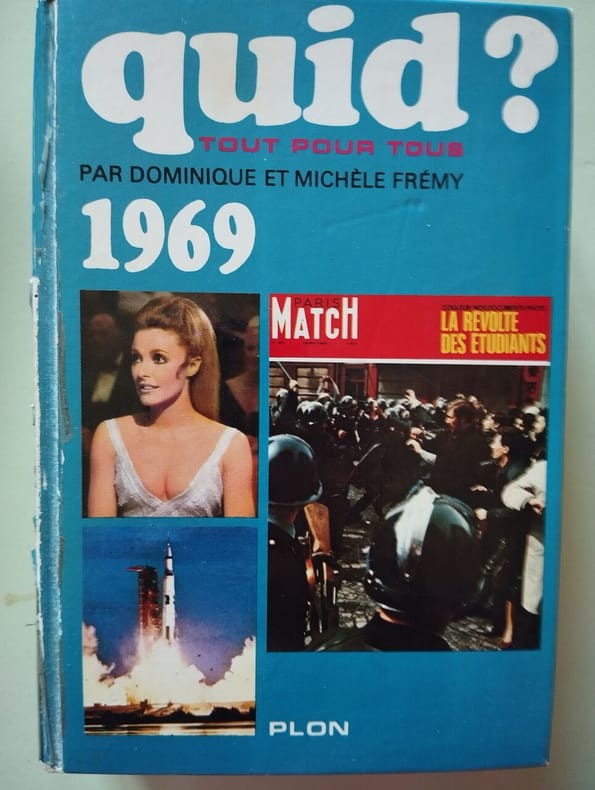 quid?
TOUT POUR TOUS
PAR DOMINIQUE ET MICHÈLE FRÉMY
1969
PARIS
MATCH
LA REVOLTE
DES ETUDIANTS
PLON